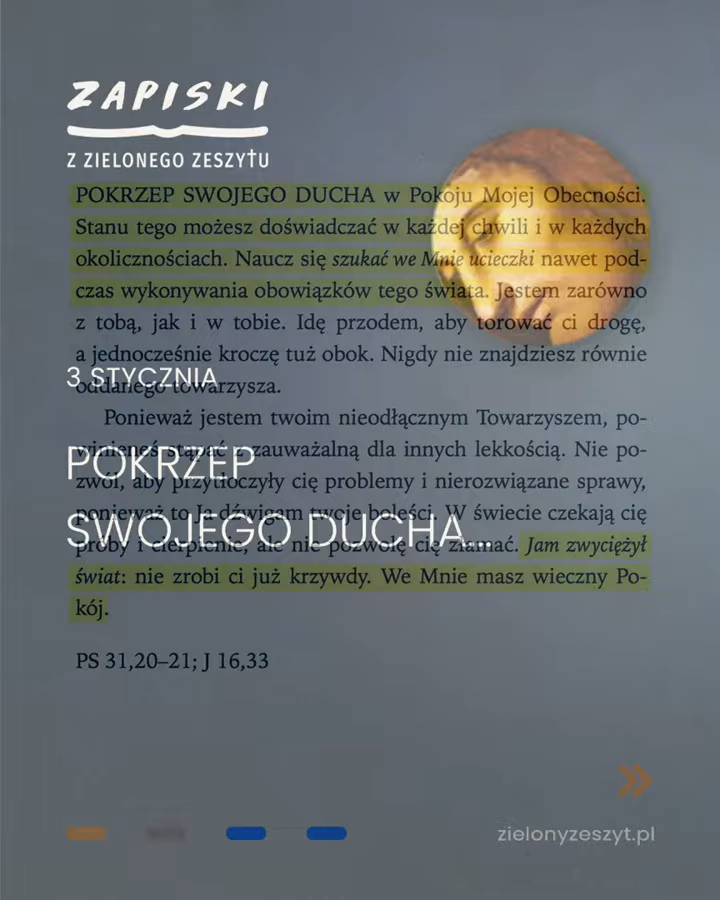 ZAPISKI
Z ZIELONEGO ZESZYTU
POKRZEP SWOJEGO DUCHA w Pokoju Mojej Obecności.
Stanu tego możesz doświadczać w każdej chwili i w każdych
okolicznościach. Naucz się szukać we Mnie ucieczki nawet pod-
czas wykonywania obowiązków tego świata. Jestem zarówno
z tobą, jak i w tobie. Idę przodem, aby torować ci drogę,
a jednocześnie kroczę tuż obok. Nigdy nie znajdziesz równie
3 STYCZNIA
oddanego towarzysza.
Ponieważ jestem twoim nieodłącznym Towarzyszem, po-
winieneś stąpać z zauważalną dla innych lekkością. Nie po-
POKRZEP
zwól, aby przytłoczyły cię problemy i nierozwiązane sprawy,
ponieważ to Ja dźwigam twoje boleści. W świecie czekają cię
SWOJEGO DUCHA...
próby i cierpienie, ale nie pozwolę cię złamać. Jam zwyciężył
świat: nie zrobi ci już krzywdy. We Mnie masz wieczny Po-
kój.
PS 31,20–21; J 16,33
zielonyzeszyt.pl